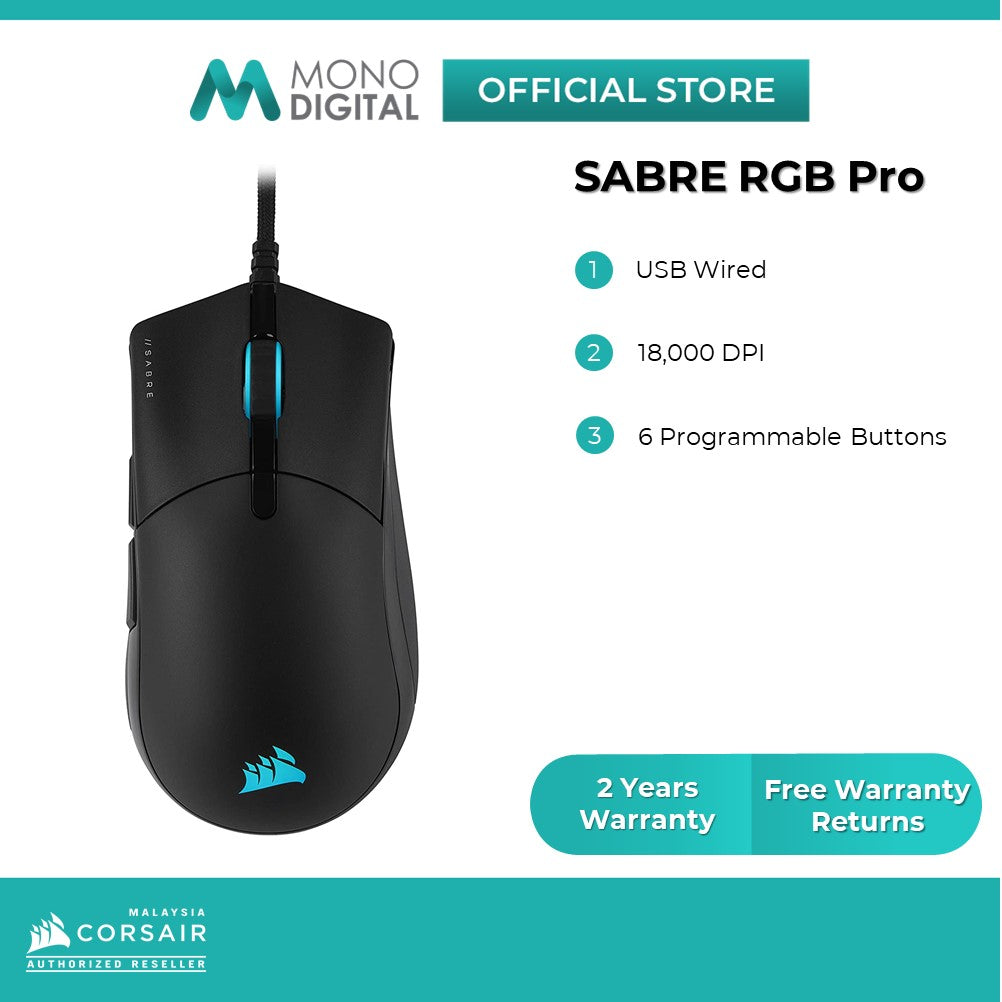 MONO
DIGITAL
OFFICIAL STORE
SABRE RGB Pro
1 USB Wired
2 18,000 DPI
3 6 Programmable Buttons
//SABRE
2 Years
Warranty
Free Warranty
Returns
MALAYSIA
CORSAIR
AUTHORIZED RESELLER